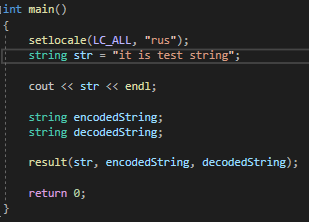 int main()
{
setlocale(LC_ALL, "rus");
string str = "it is test string";
cout << str << endl;
string encodedString;
string decodedString;
result(str, encodedString, decodedString);
return 0;
}